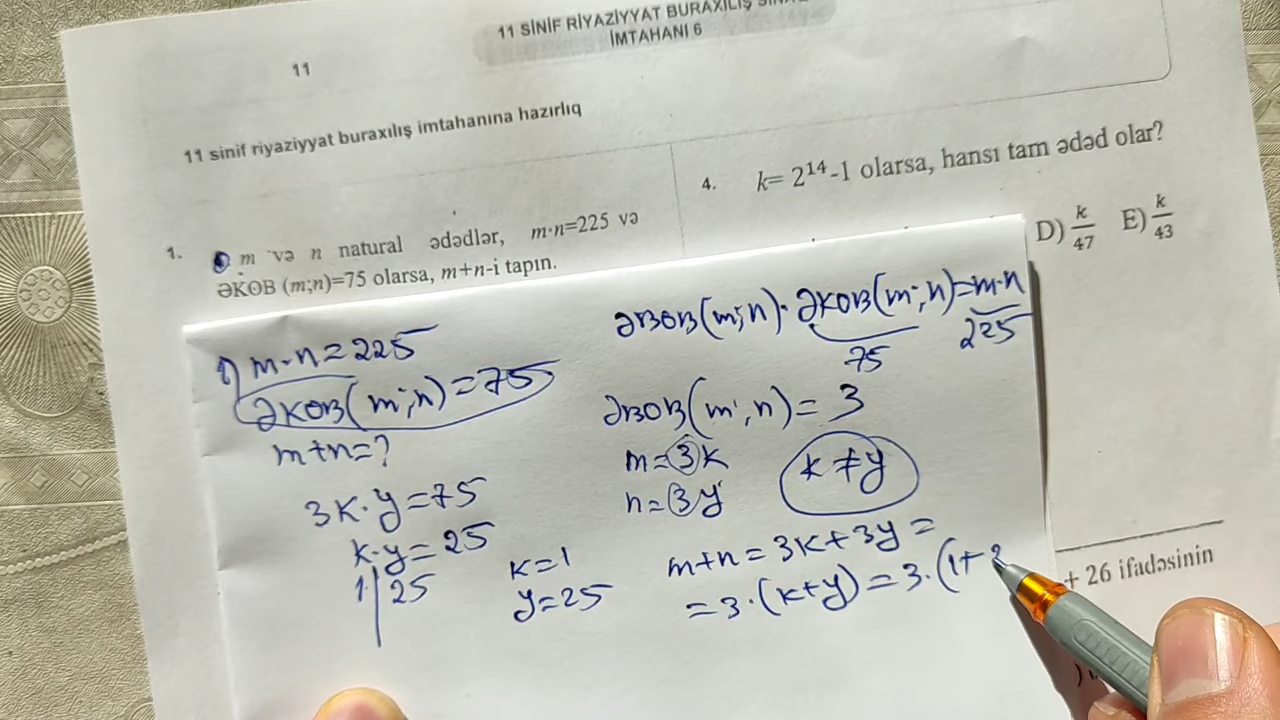 11 SİNİF RİYAZİYYAT BURAXILIŞ
İMTAHANI 6
11
11 sinif riyaziyyat buraxılış imtahanına hazırlıq
1. m və n natural ədədlər, m·n=225 və
ƏKOB (m;n)=75 olarsa, m+n-i tapın.
4. k= 2¹⁴-1 olarsa, hansı tam ədəd olar?
D) k/47 E) k/43
+ 26 ifadəsinin
1) m·n=225
ƏKOB(m;n)=75
m+n=?
3k·y=75
k·y=25
1 | 25
k=1
y=25
ƏBOB(m;n)·ƏKOB(m;n)=m·n
75 225
ƏBOB(m;n)=3
m=3k
n=3y
k≠y
m+n=3k+3y=
=3·(k+y)=3·(1+